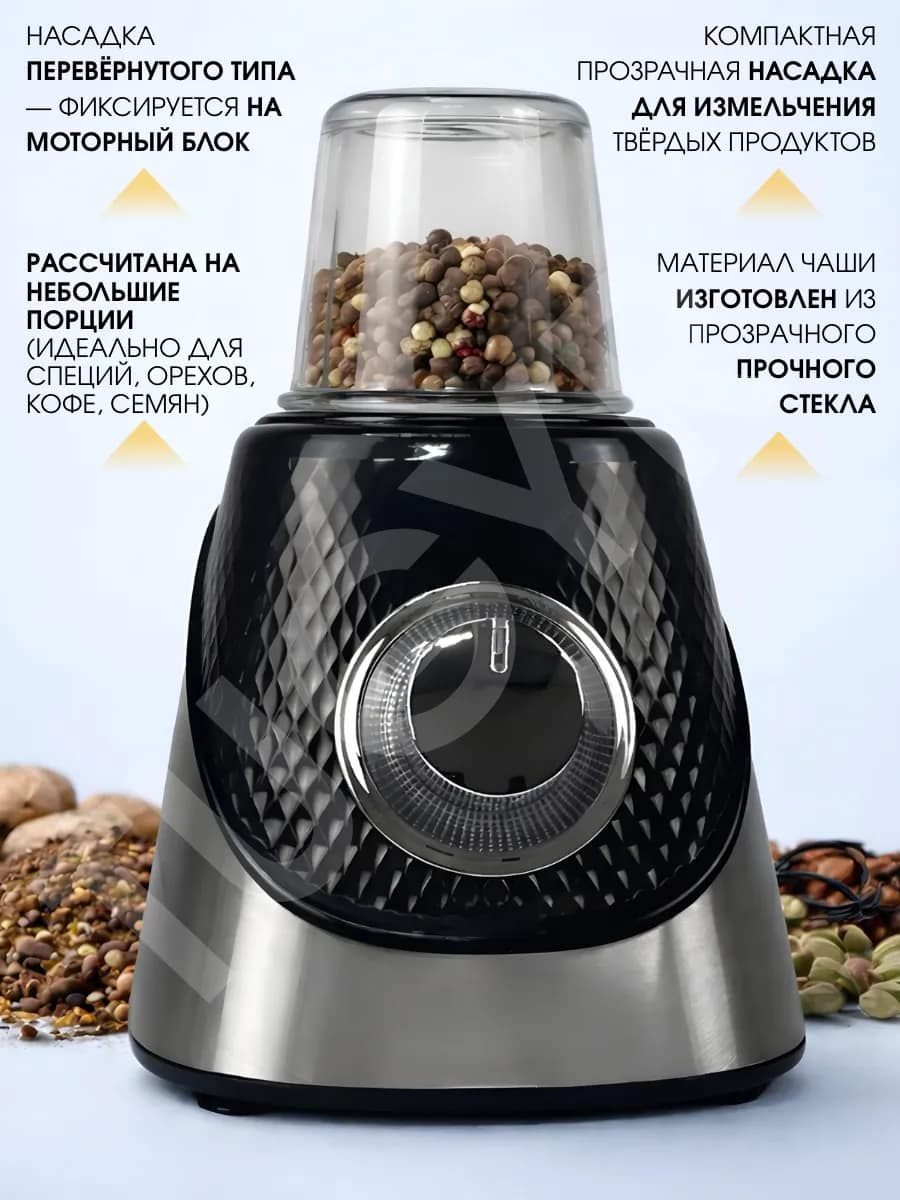 НАСАДКА
ПЕРЕВЁРНУТОГО ТИПА
— ФИКСИРУЕТСЯ НА
МОТОРНЫЙ БЛОК
КОМПАКТНАЯ
ПРОЗРАЧНАЯ НАСАДКА
ДЛЯ ИЗМЕЛЬЧЕНИЯ
ТВЁРДЫХ ПРОДУКТОВ
РАССЧИТАНА НА
НЕБОЛЬШИЕ
ПОРЦИИ
(ИДЕАЛЬНО ДЛЯ
СПЕЦИЙ, ОРЕХОВ,
КОФЕ, СЕМЯН)
МАТЕРИАЛ ЧАШИ
ИЗГОТОВЛЕН ИЗ
ПРОЗРАЧНОГО
ПРОЧНОГО
СТЕКЛА